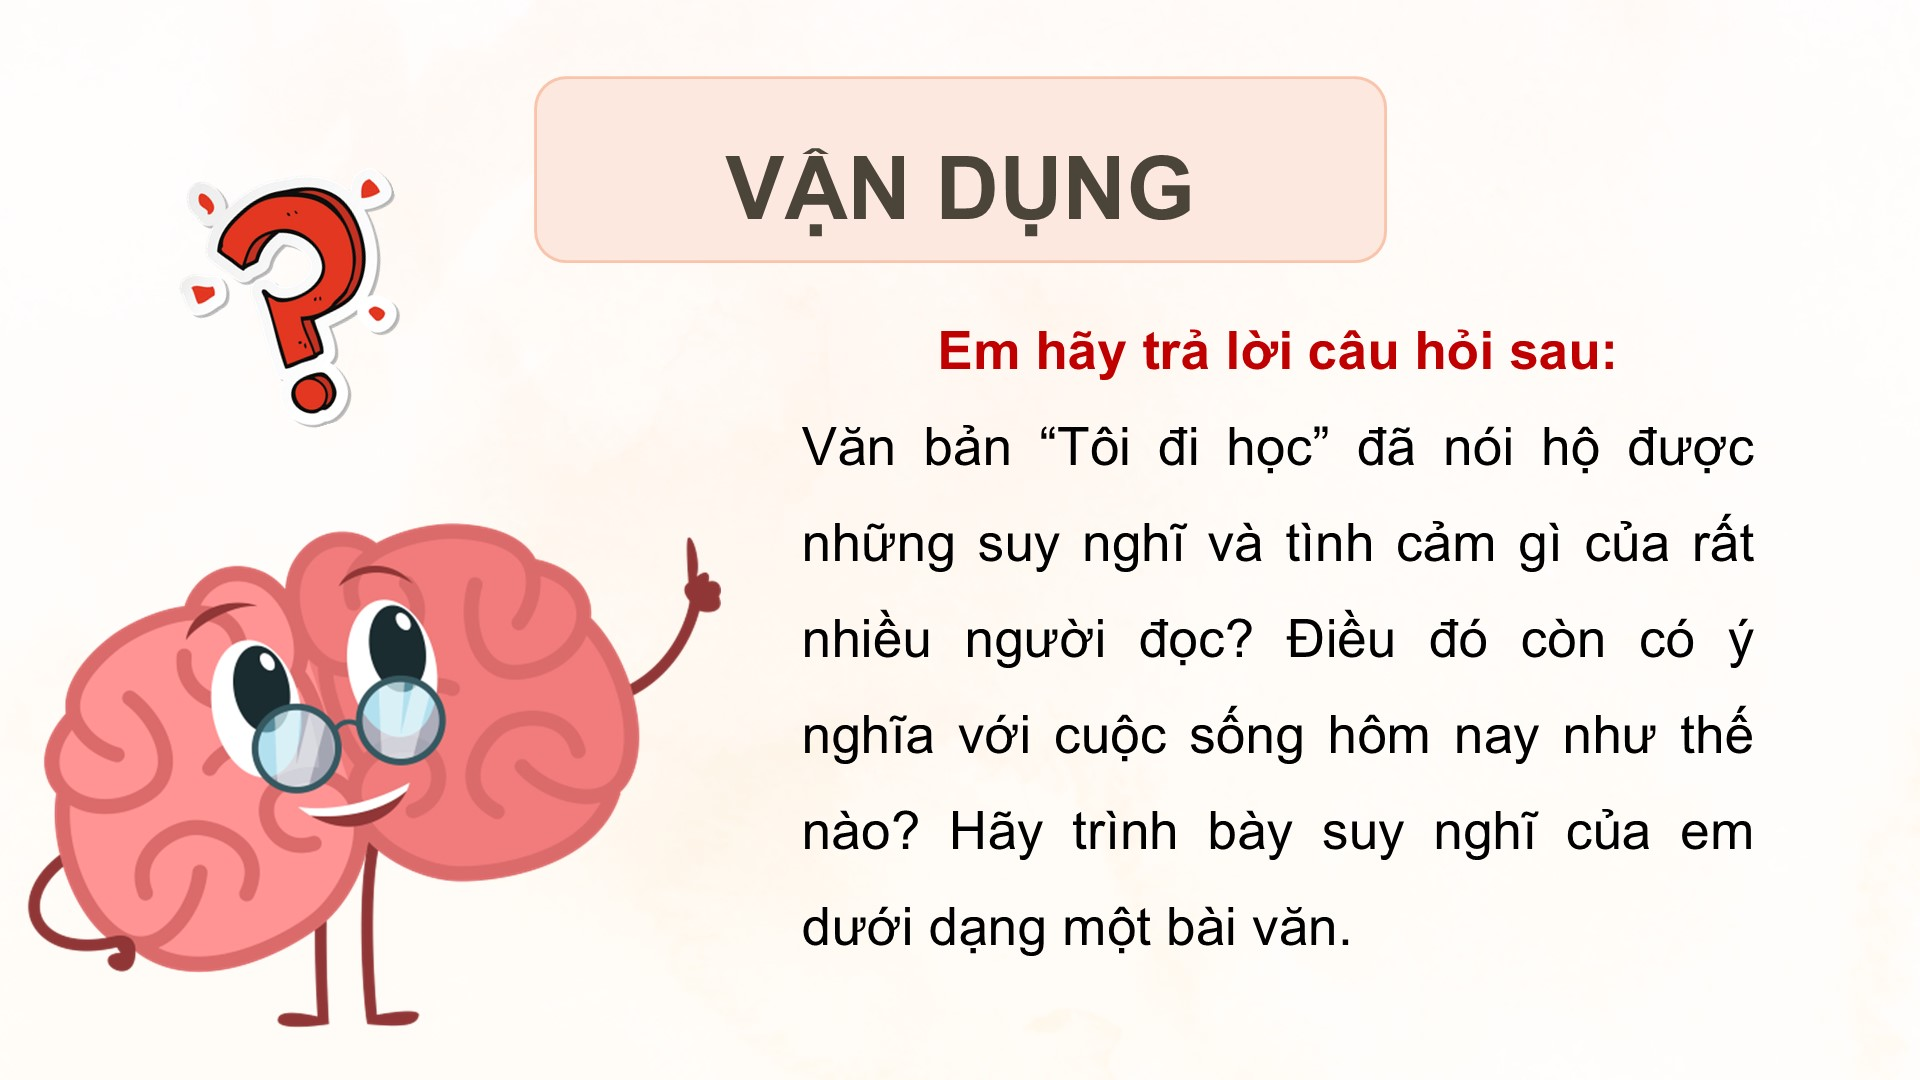 VẬN DỤNG
Em hãy trả lời câu hỏi sau:
Văn bản “Tôi đi học” đã nói hộ được
những suy nghĩ và tình cảm gì của rất
nhiều người đọc? Điều đó còn có ý
nghĩa với cuộc sống hôm nay như thế
nào? Hãy trình bày suy nghĩ của em
dưới dạng một bài văn.